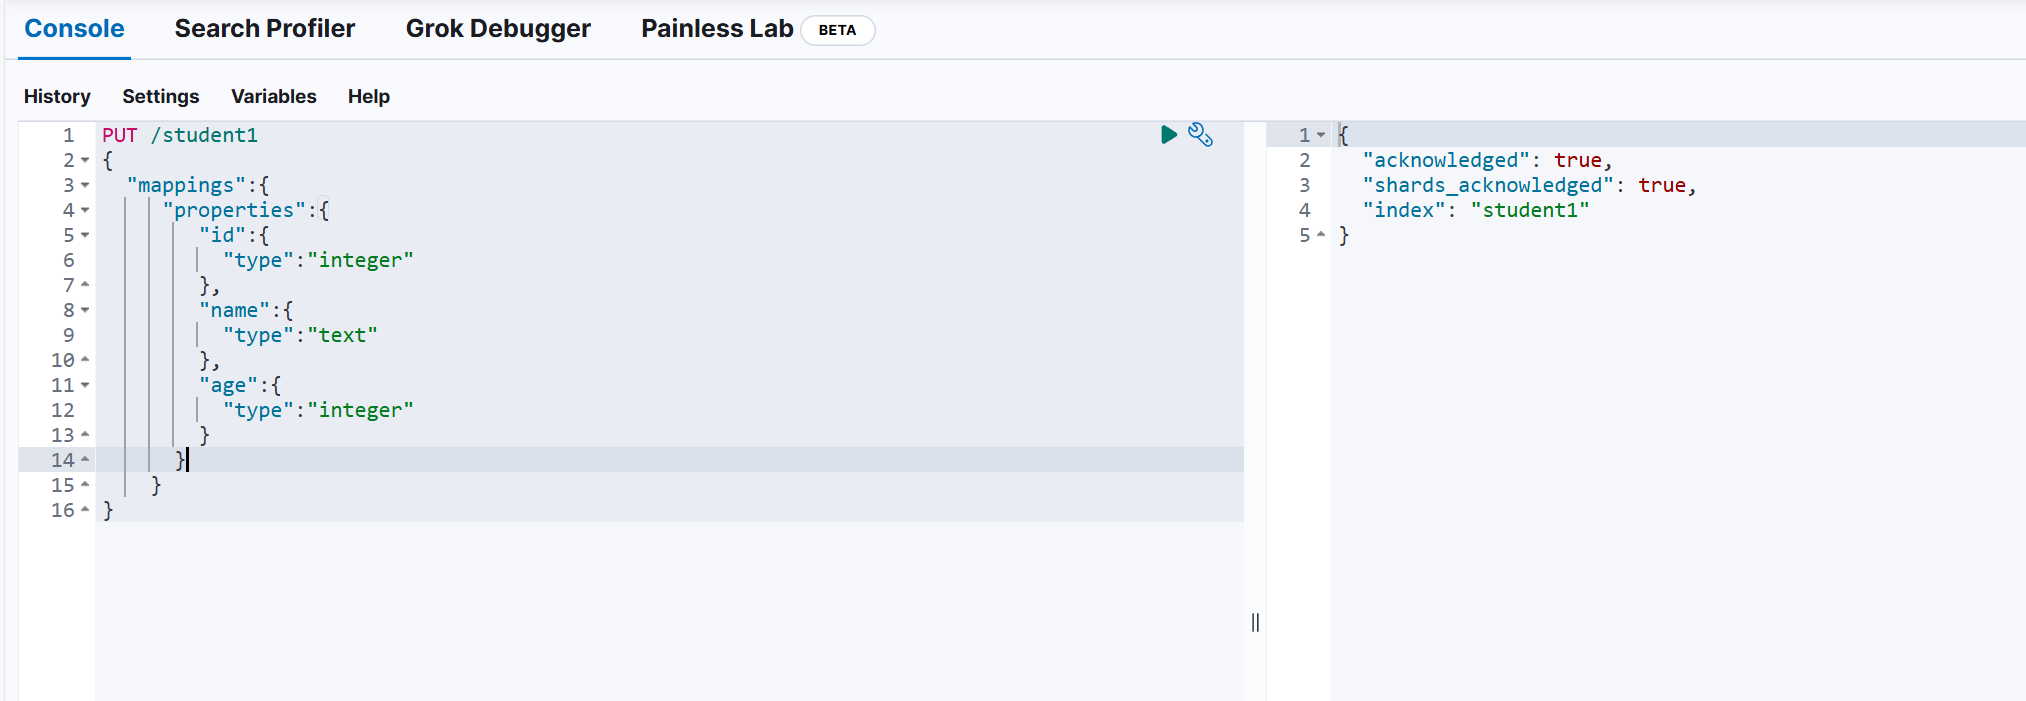 Console Search Profiler Grok Debugger Painless Lab BETA
History Settings Variables Help
1 PUT /student1
2 {
3 "mappings":{
4 "properties":{
5 "id":{
6 "type":"integer"
7 },
8 "name":{
9 "type":"text"
10 },
11 "age":{
12 "type":"integer"
13 }
14 }
15 }
16 }
1 {
2 "acknowledged": true,
3 "shards_acknowledged": true,
4 "index": "student1"
5 }